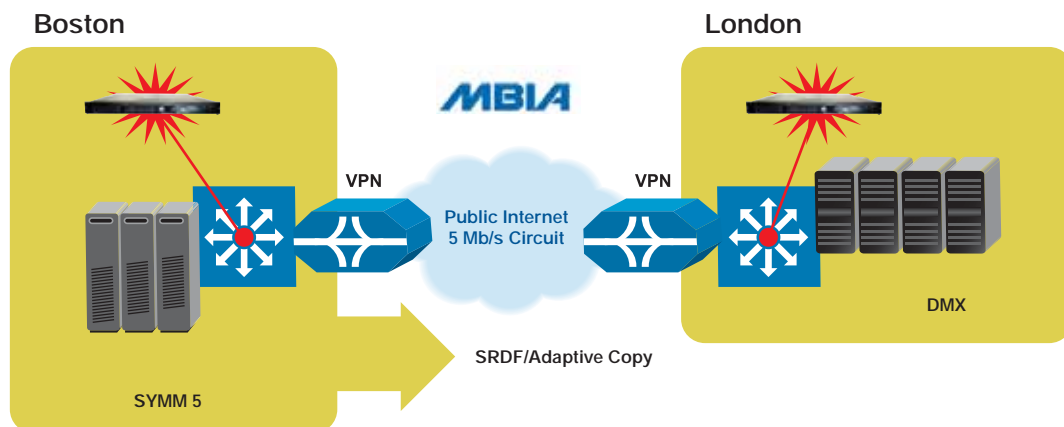 Boston
London
MBIA
VPN
VPN
Public Internet
5 Mb/s Circuit
DMX
SRDF/Adaptive Copy
SYMM 5